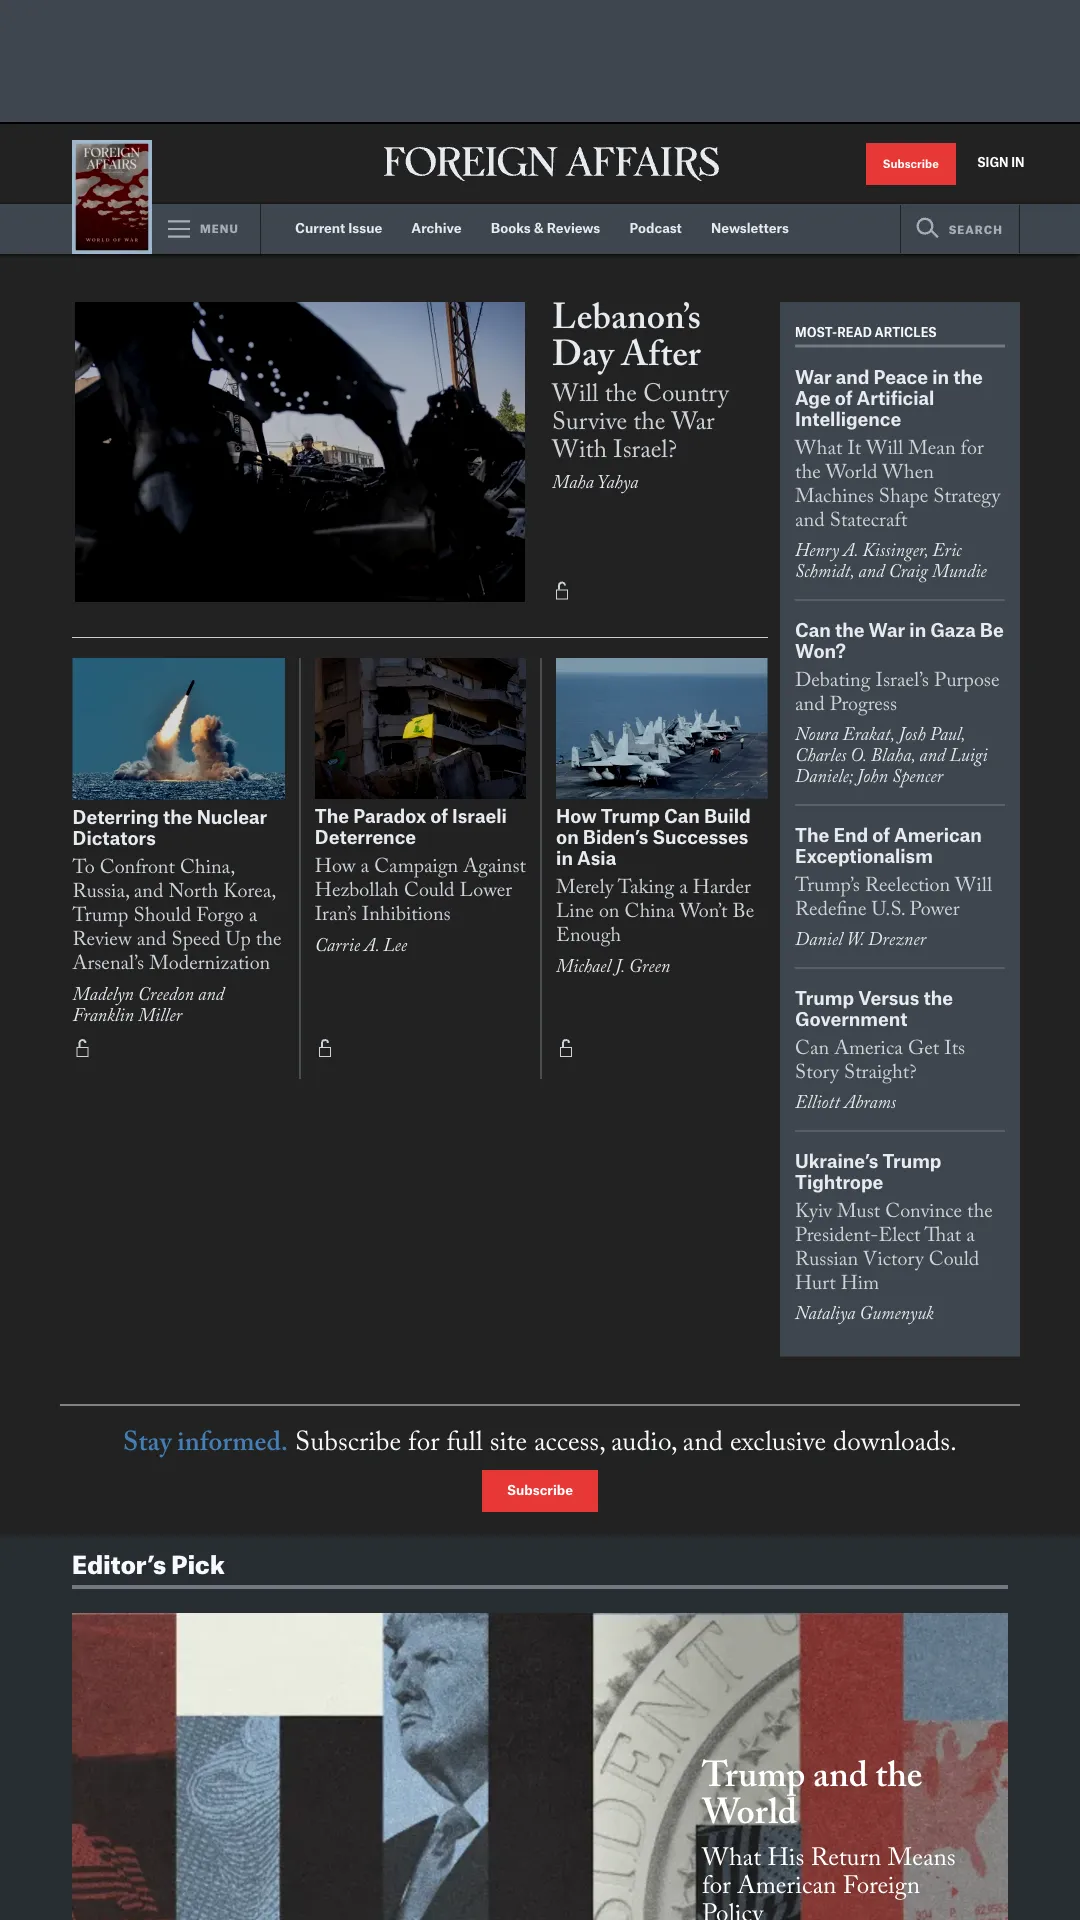 FOREIGN AFFAIRS
WORLD OF WAR
FOREIGN AFFAIRS
Subscribe
SIGN IN
MENU
Current Issue
Archive
Books & Reviews
Podcast
Newsletters
SEARCH
Lebanon’s
Day After
Will the Country
Survive the War
With Israel?
Maha Yahya
Deterring the Nuclear
Dictators
To Confront China,
Russia, and North Korea,
Trump Should Forgo a
Review and Speed Up the
Arsenal’s Modernization
Madelyn Creedon and
Franklin Miller
The Paradox of Israeli
Deterrence
How a Campaign Against
Hezbollah Could Lower
Iran’s Inhibitions
Carrie A. Lee
How Trump Can Build
on Biden’s Successes
in Asia
Merely Taking a Harder
Line on China Won’t Be
Enough
Michael J. Green
MOST-READ ARTICLES
War and Peace in the
Age of Artificial
Intelligence
What It Will Mean for
the World When
Machines Shape Strategy
and Statecraft
Henry A. Kissinger, Eric
Schmidt, and Craig Mundie
Can the War in Gaza Be
Won?
Debating Israel’s Purpose
and Progress
Noura Erakat, Josh Paul,
Charles O. Blaha, and Luigi
Daniele; John Spencer
The End of American
Exceptionalism
Trump’s Reelection Will
Redefine U.S. Power
Daniel W. Drezner
Trump Versus the
Government
Can America Get Its
Story Straight?
Elliott Abrams
Ukraine’s Trump
Tightrope
Kyiv Must Convince the
President-Elect That a
Russian Victory Could
Hurt Him
Nataliya Gumenyuk
Stay informed. Subscribe for full site access, audio, and exclusive downloads.
Subscribe
Editor’s Pick
Trump and the
World
What His Return Means
for American Foreign
Policy